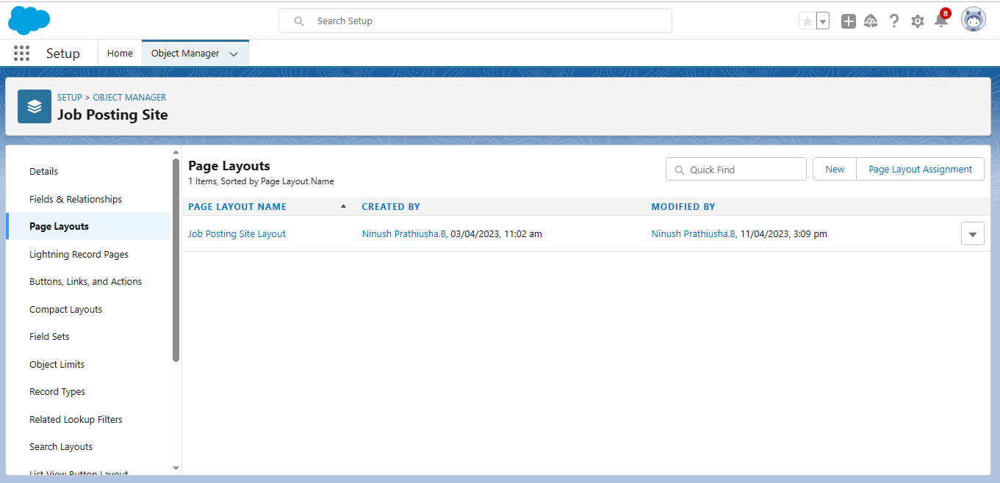 Search Setup
8
Setup
Home
Object Manager
SETUP > OBJECT MANAGER
Job Posting Site
Details
Fields & Relationships
Page Layouts
Lightning Record Pages
Buttons, Links, and Actions
Compact Layouts
Field Sets
Object Limits
Record Types
Related Lookup Filters
Search Layouts
List View Button Layout
Page Layouts
1 Items, Sorted by Page Layout Name
Quick Find
New
Page Layout Assignment
PAGE LAYOUT NAME
CREATED BY
MODIFIED BY
Job Posting Site Layout
Ninush Prathiusha.B, 03/04/2023, 11:02 am
Ninush Prathiusha.B, 11/04/2023, 3:09 pm